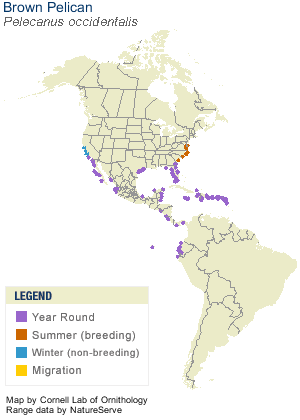 Brown Pelican
Pelecanus occidentalis
LEGEND
Year Round
Summer (breeding)
Winter (non-breeding)
Migration
Map by Cornell Lab of Ornithology
Range data by NatureServe